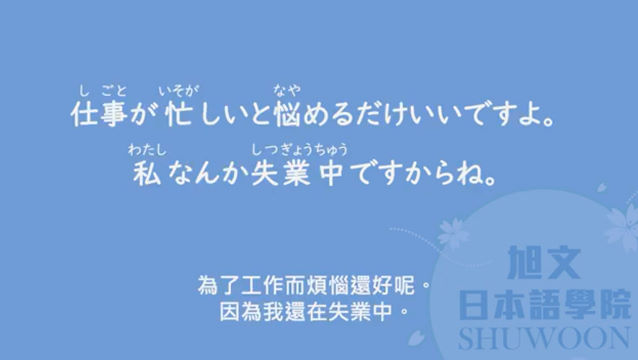 しごと いそが なや
仕事が忙しいと悩めるだけいいですよ。
わたし しつぎょうちゅう
私なんか失業中ですからね。
為了工作而煩惱還好呢。
因為我還在失業中。
旭文
日本語學院
SHUWOON